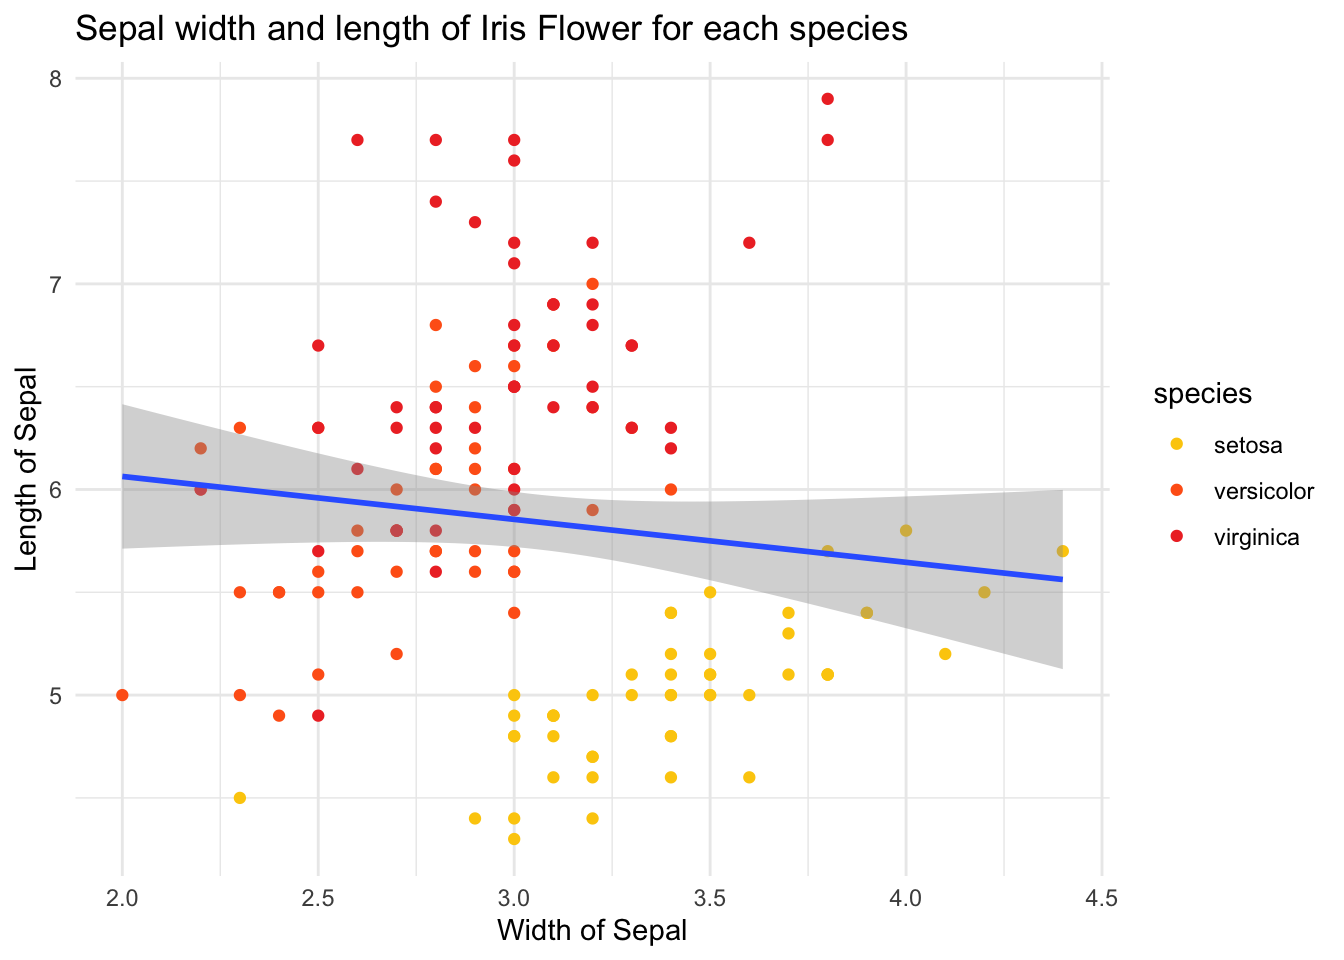 Sepal width and length of Iris Flower for each species
8
7
6
5
Length of Sepal
2.0 2.5 3.0 3.5 4.0 4.5
Width of Sepal
species
setosa
versicolor
virginica